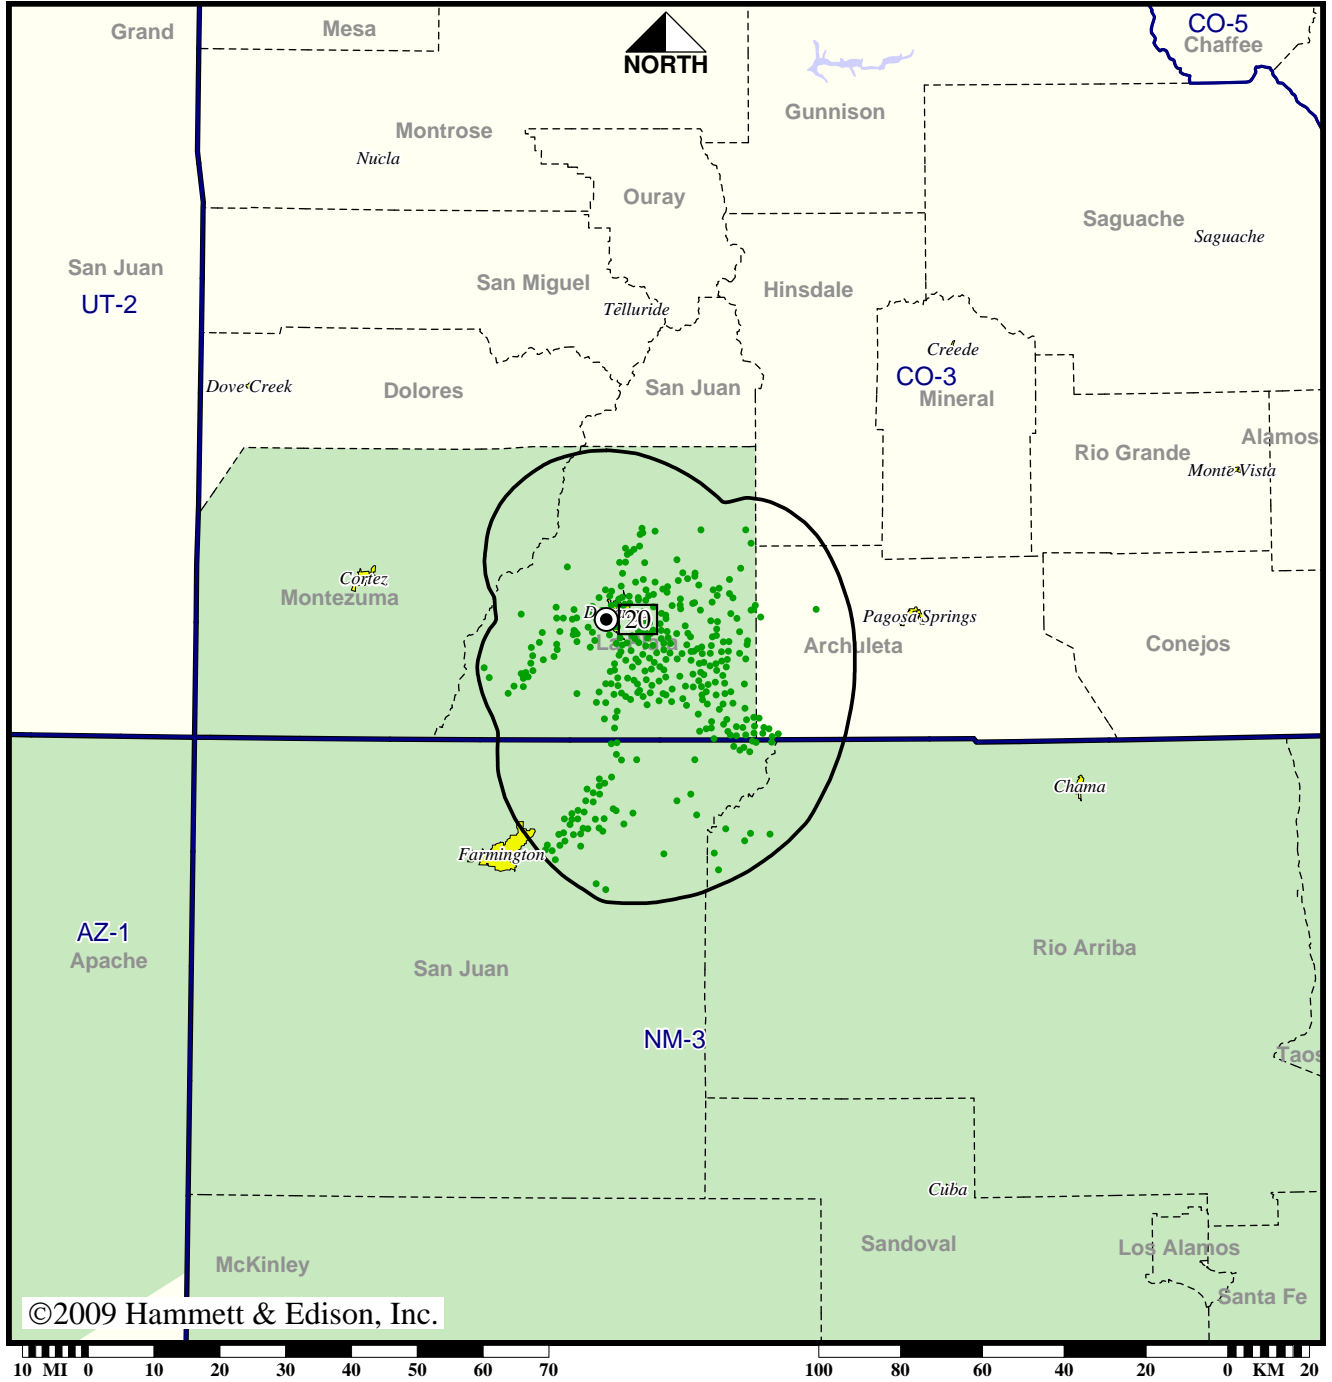 Grand
Mesa
CO-5
Chaffee
NORTH
Gunnison
Montrose
Nucla
Ouray
Saguache
Saguache
San Juan
UT-2
San Miguel
Hinsdale
Telluride
Creede
CO-3
Mineral
Dove Creek
Dolores
San Juan
Alamosa
Rio Grande
Monte Vista
Cortez
Montezuma
20
Pagosa Springs
Archuleta
Conejos
Chama
Farmington
AZ-1
Apache
San Juan
Rio Arriba
NM-3
Taos
Cuba
Sandoval
Los Alamos
McKinley
Santa Fe
©2009 Hammett & Edison, Inc.
10 MI 0 10 20 30 40 50 60 70 100 80 60 40 20 0 KM 20